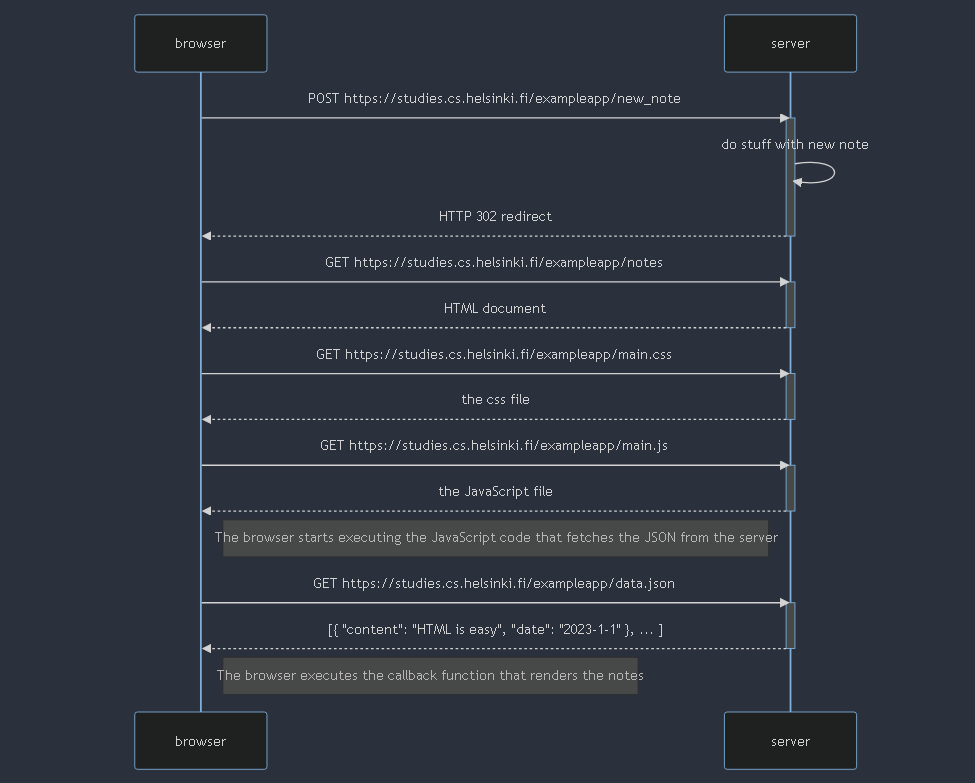 browser
server
POST https://studies.cs.helsinki.fi/exampleapp/new_note
do stuff with new note
HTTP 302 redirect
GET https://studies.cs.helsinki.fi/exampleapp/notes
HTML document
GET https://studies.cs.helsinki.fi/exampleapp/main.css
the css file
GET https://studies.cs.helsinki.fi/exampleapp/main.js
the JavaScript file
The browser starts executing the JavaScript code that fetches the JSON from the server
GET https://studies.cs.helsinki.fi/exampleapp/data.json
[{ "content": "HTML is easy", "date": "2023-1-1" }, ... ]
The browser executes the callback function that renders the notes
browser
server